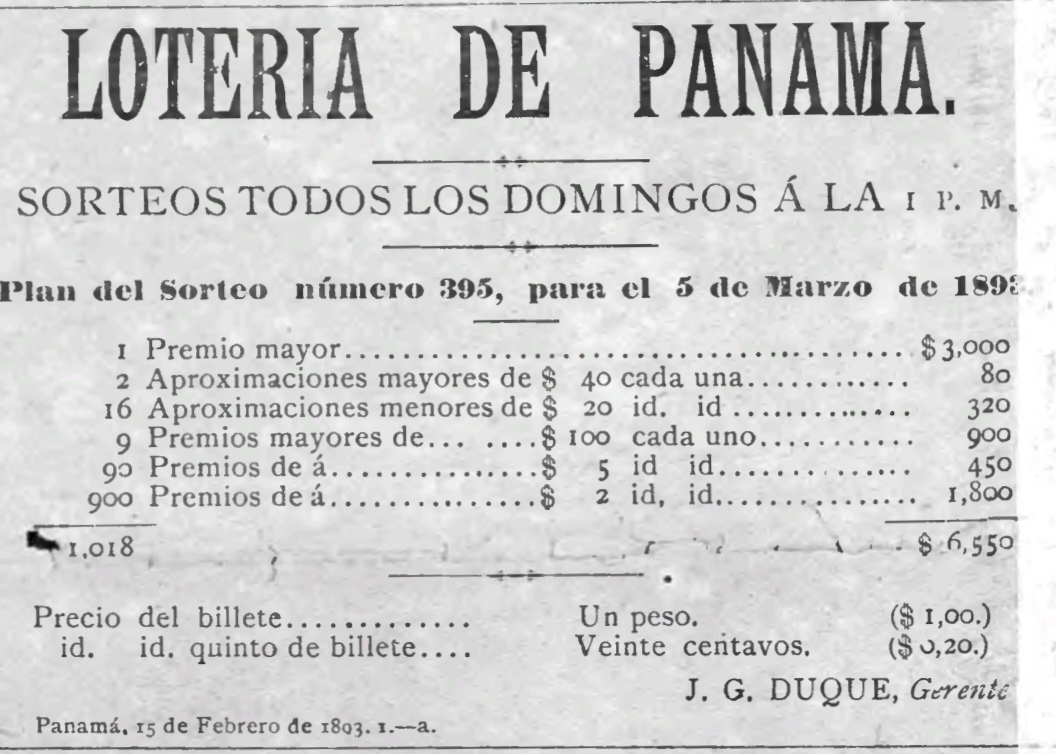 LOTERIA DE PANAMA.
SORTEOS TODOS LOS DOMINGOS Á LA 1 P. M.
Plan del Sorteo número 395, para el 5 de Marzo de 1893
1 Premio mayor........................................ $ 3,000
2 Aproximaciones mayores de $ 40 cada una............ 80
16 Aproximaciones menores de $ 20 id. id ............. 320
9 Premios mayores de... ....$ 100 cada uno........... 900
90 Premios de á...............$ 5 id id.............. 450
900 Premios de á...............$ 2 id, id............... 1,800
1,018 $ 6,550
Precio del billete............. Un peso. ($ 1,00.)
id. id. quinto de billete.... Veinte centavos. ($ 0,20.)
J. G. DUQUE, Gerente
Panamá, 15 de Febrero de 1893. 1.—a.